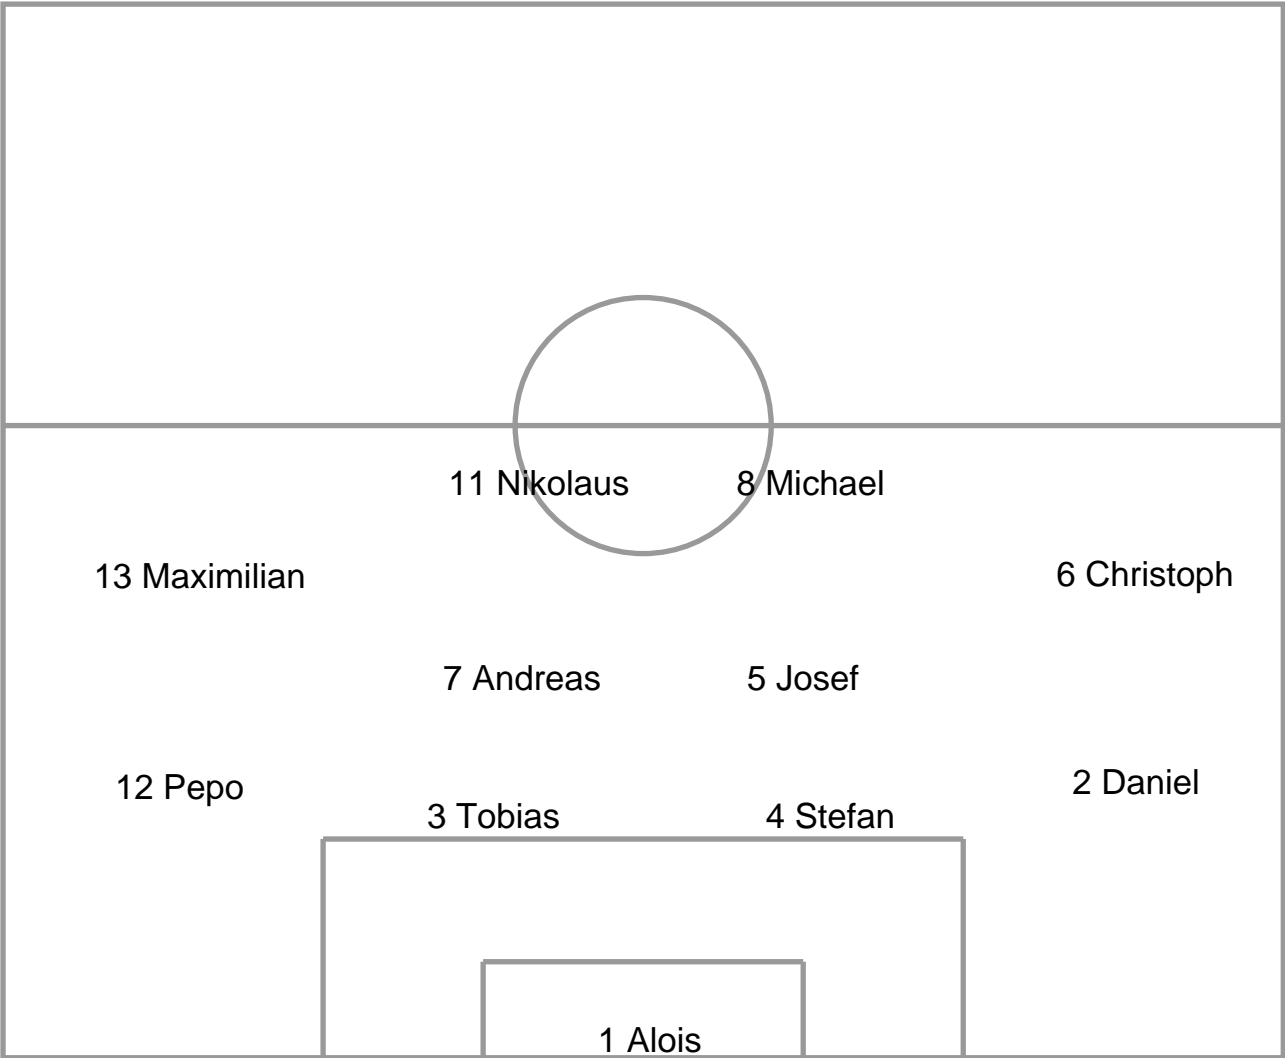 11 Nikolaus
8 Michael
13 Maximilian
6 Christoph
7 Andreas
5 Josef
12 Pepo
2 Daniel
3 Tobias
4 Stefan
1 Alois